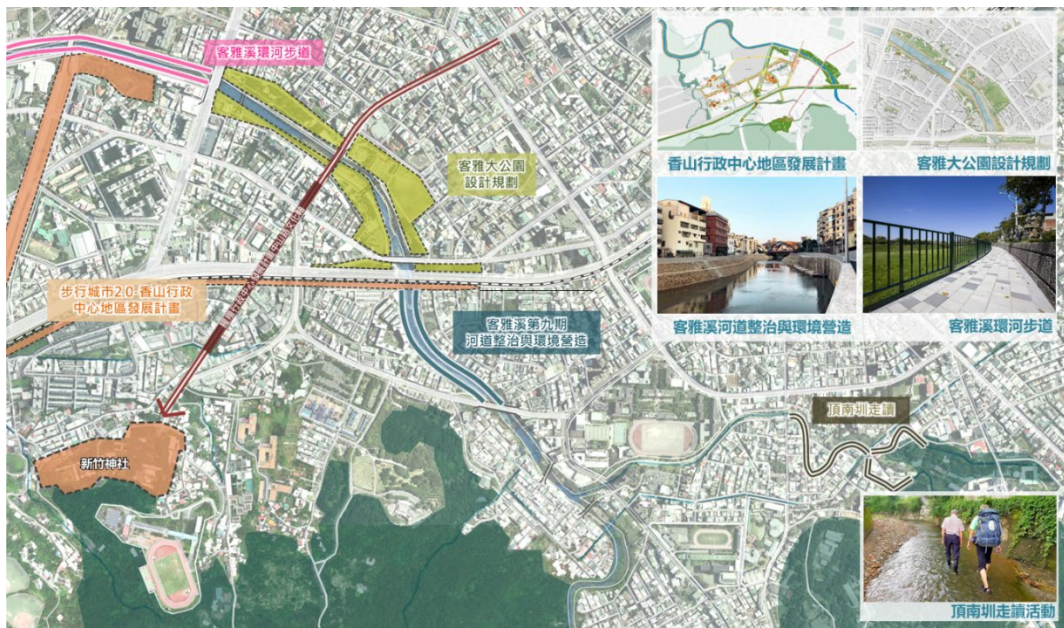 客雅溪環河步道
客雅大公園
設計規劃
步行城市2.0-香山行政
中心地區發展計畫
客雅溪第九期
河道整治與環境營造
新竹神社
頂南圳走讀
香山行政中心地區發展計畫
客雅大公園設計規劃
客雅溪河道整治與環境營造
客雅溪環河步道
頂南圳走讀活動